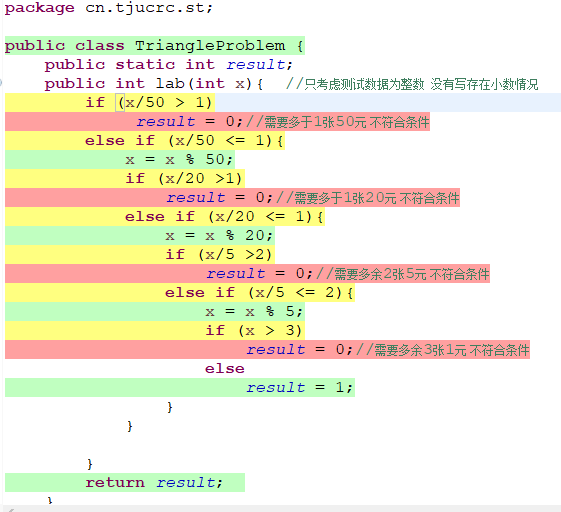 package cn.tjucrc.st;
public class TriangleProblem {
public static int result;
public int lab(int x){ //只考虑测试数据为整数 没有写存在小数情况
if (x/50 > 1)
result = 0;//需要多于1张50元 不符合条件
else if (x/50 <= 1){
x = x % 50;
if (x/20 >1)
result = 0;//需要多于1张20元 不符合条件
else if (x/20 <= 1){
x = x % 20;
if (x/5 >2)
result = 0;//需要多余2张5元 不符合条件
else if (x/5 <= 2){
x = x % 5;
if (x > 3)
result = 0;//需要多余3张1元 不符合条件
else
result = 1;
}
}
}
return result;
}